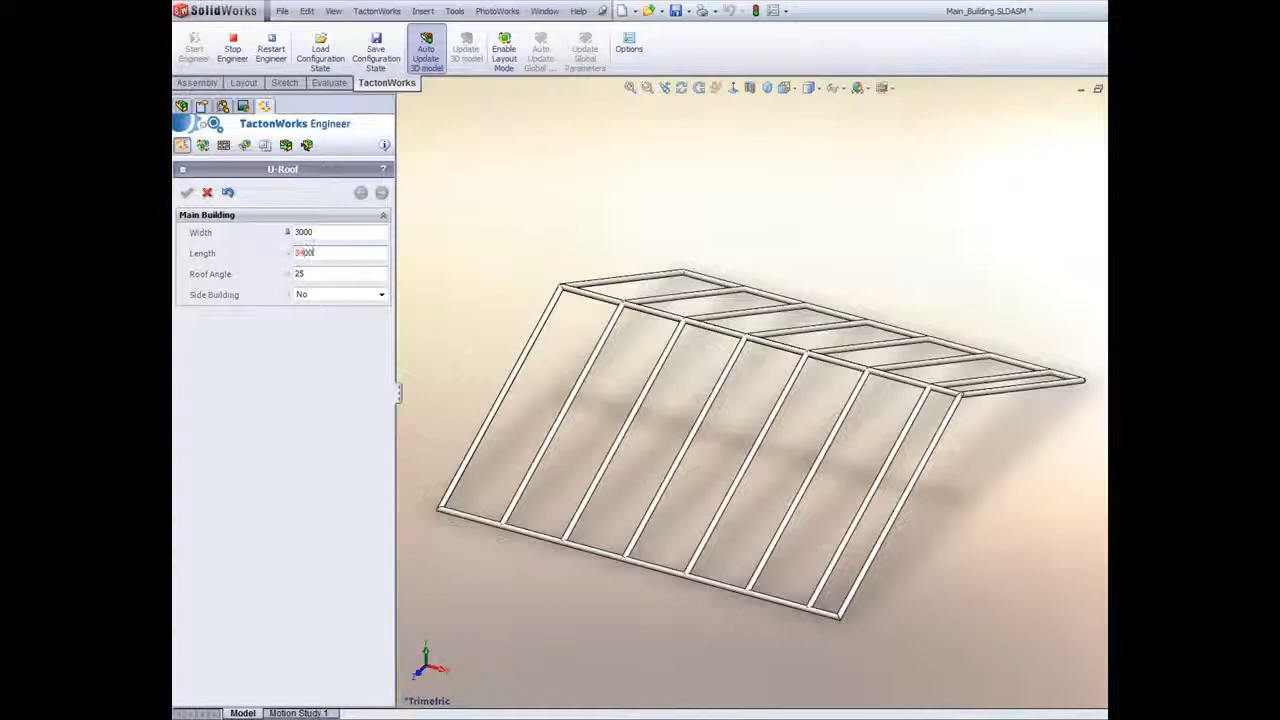 SolidWorks File Edit View TactonWorks Insert Tools PhotoWorks Window Help Main_Building.SLDASM *
Start Engineer Stop Engineer Restart Engineer Load Configuration State Save Configuration State Auto Update 3D model Update 3D model Enable Layout Mode Auto Update Global ... Update Global Parameters Options
Assembly Layout Sketch Evaluate TactonWorks
TactonWorks Engineer
U-Roof ?
Main Building
Width 3000
Length
Roof Angle 25
Side Building No
*Trimetric
Model Motion Study 1